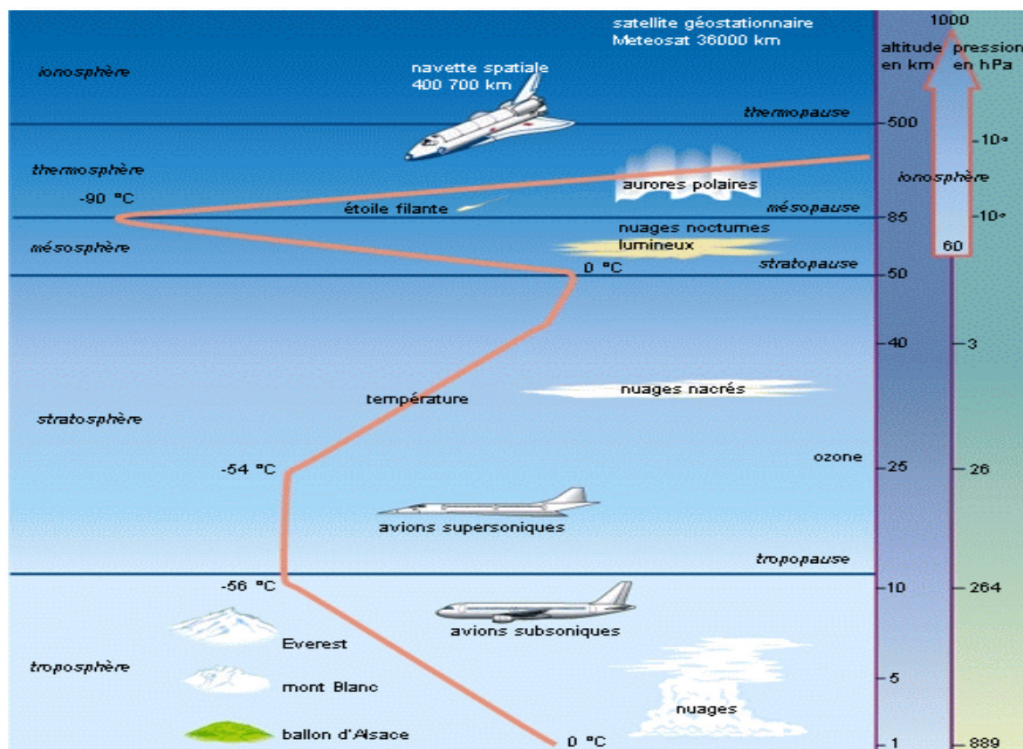 satellite géostationnaire
Meteosat 36000 km
1000
altitude
en km
pression
en hPa
ionosphère
navette spatiale
400 700 km
thermopause
500
thermosphère
-90 °C
aurores polaires
ionosphère
étoile filante
mésopause
85
mésosphère
nuages nocturnes
lumineux
60
stratopause
0 °C
50
40
3
nuages nacrés
température
stratosphère
ozone
-54 °C
25
26
avions supersoniques
tropopause
-56 °C
10
264
avions subsoniques
Everest
troposphère
mont Blanc
5
nuages
ballon d'Alsace
0 °C
1
889